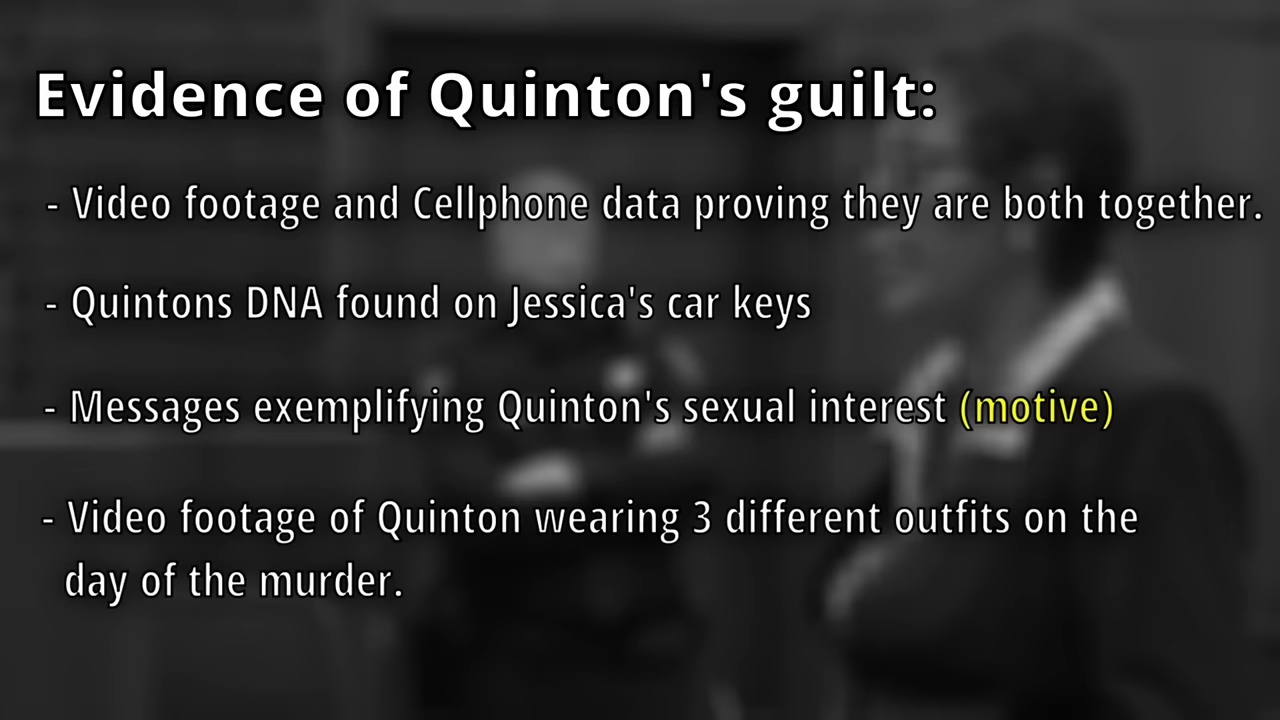 Evidence of Quinton's guilt:
- Video footage and Cellphone data proving they are both together.
- Quintons DNA found on Jessica's car keys
- Messages exemplifying Quinton's sexual interest (motive)
- Video footage of Quinton wearing 3 different outfits on the
day of the murder.